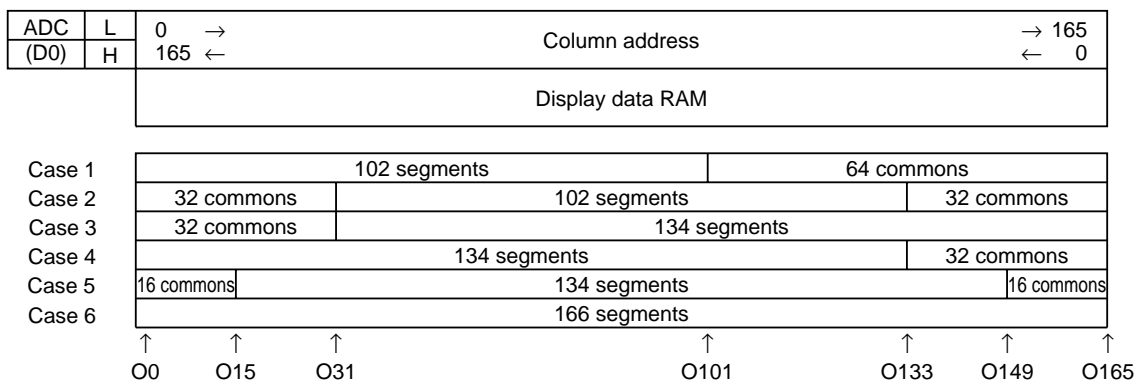 ADC L 0 → Column address → 165
(D0) H 165 ← ← 0
Display data RAM
Case 1 102 segments 64 commons
Case 2 32 commons 102 segments 32 commons
Case 3 32 commons 134 segments
Case 4 134 segments 32 commons
Case 5 16 commons 134 segments 16 commons
Case 6 166 segments
↑ ↑ ↑ ↑ ↑ ↑ ↑
O0 O15 O31 O101 O133 O149 O165